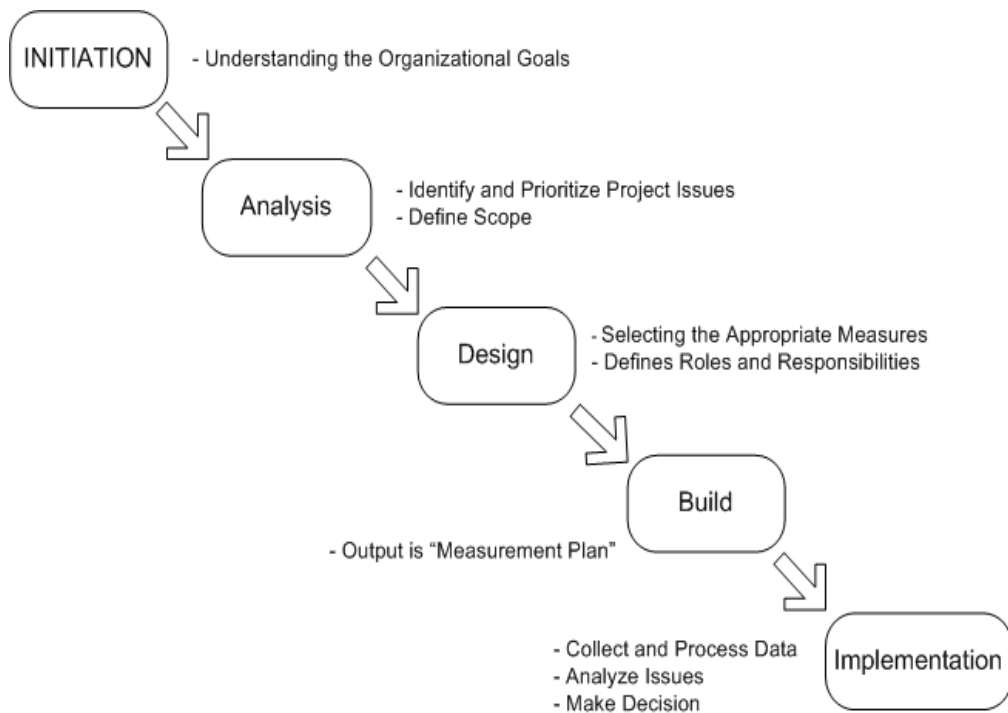 INITIATION
- Understanding the Organizational Goals
Analysis
- Identify and Prioritize Project Issues
- Define Scope
Design
- Selecting the Appropriate Measures
- Defines Roles and Responsibilities
Build
- Output is “Measurement Plan”
Implementation
- Collect and Process Data
- Analyze Issues
- Make Decision